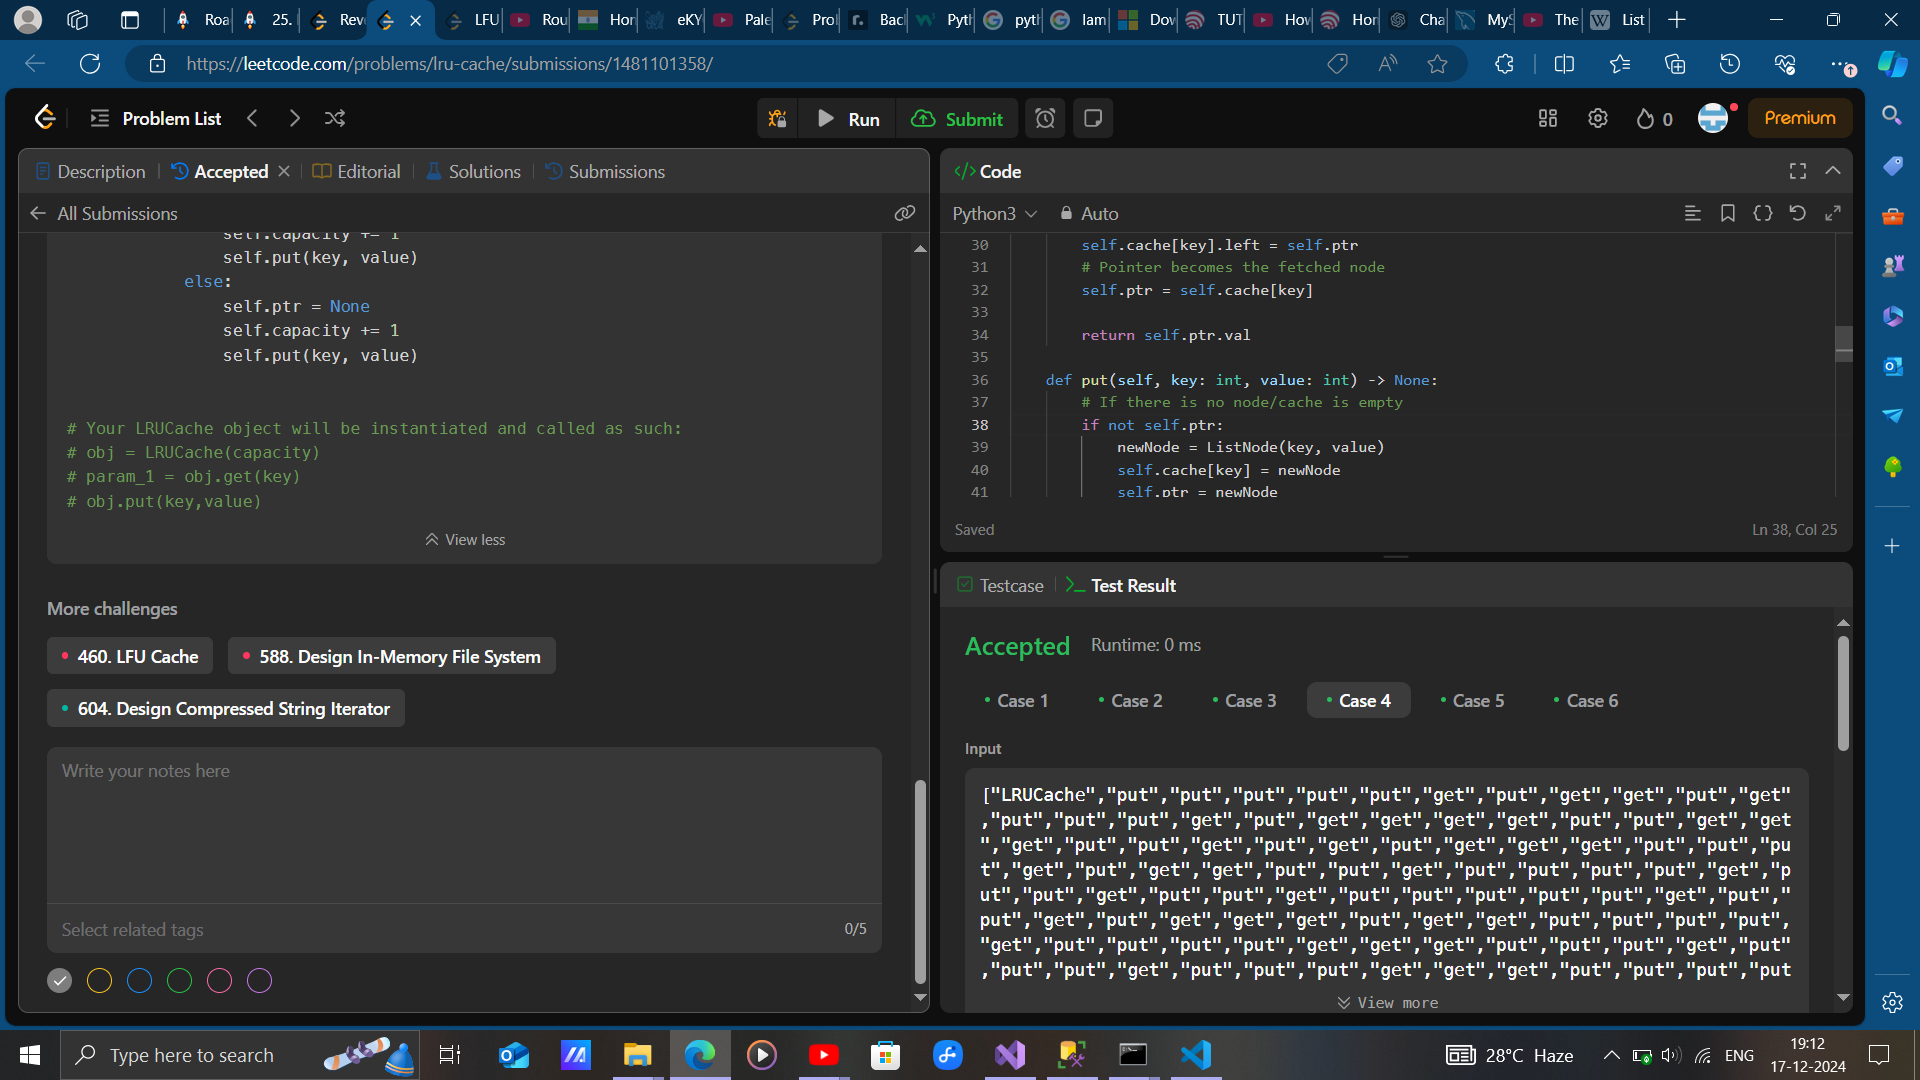 Roa
25. 
Reve
LFU
Rou
Hor
eKY
Pale
Prol
Bac
Pyth
pyth
lam
Dov
TUT
How
Hor
Cha
MyS
The
List
https://leetcode.com/problems/lru-cache/submissions/1481101358/
Problem List
Run
Submit
0
Premium
Description
Accepted
Editorial
Solutions
Submissions
All Submissions
self.capacity += 1
self.put(key, value)
else:
self.ptr = None
self.capacity += 1
self.put(key, value)
# Your LRUCache object will be instantiated and called as such:
# obj = LRUCache(capacity)
# param_1 = obj.get(key)
# obj.put(key,value)
View less
More challenges
460. LFU Cache
588. Design In-Memory File System
604. Design Compressed String Iterator
Write your notes here
Select related tags
0/5
</> Code
Python3
Auto
30 self.cache[key].left = self.ptr
31 # Pointer becomes the fetched node
32 self.ptr = self.cache[key]
33
34 return self.ptr.val
35
36 def put(self, key: int, value: int) -> None:
37 # If there is no node/cache is empty
38 if not self.ptr:
39 newNode = ListNode(key, value)
40 self.cache[key] = newNode
41 self.ptr = newNode
Saved
Ln 38, Col 25
Testcase
Test Result
Accepted
Runtime: 0 ms
Case 1
Case 2
Case 3
Case 4
Case 5
Case 6
Input
["LRUCache","put","put","put","put","put","get","put","get","get","put","get"
,"put","put","put","get","put","get","get","get","get","put","put","get","get
","get","put","put","get","put","get","put","get","get","get","put","put","pu
t","get","put","get","get","put","put","get","put","put","put","put","get","p
ut","put","get","put","put","get","put","put","put","put","put","get","put","
put","get","put","get","get","get","put","get","get","put","put","put","put",
"get","put","put","put","put","get","get","get","put","put","put","get","put"
,"put","put","get","put","put","put","get","get","get","put","put","put","put
View more
Type here to search
28°C Haze
ENG
19:12
17-12-2024